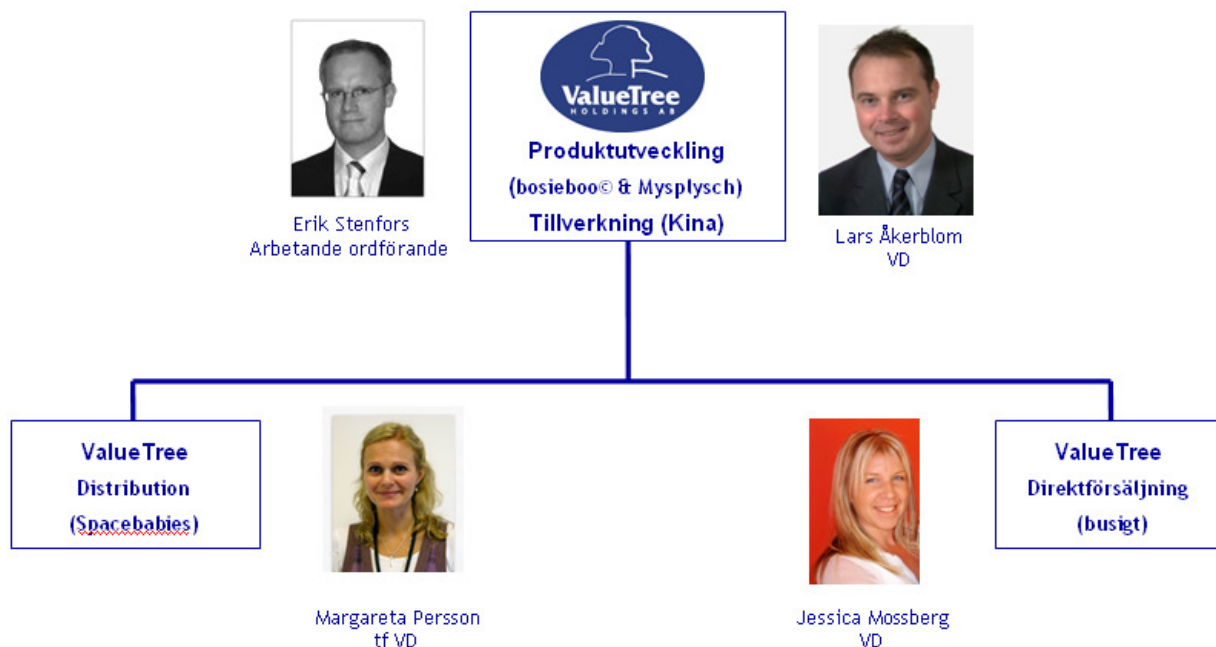 ValueTree
HOLDINGS AB
Produktutveckling
(bosieboo© & Mysplysch)
Tillverkning (Kina)
Erik Stenfors
Arbetande ordförande
Lars Åkerblom
VD
ValueTree
Distribution
(Spacebabies)
Margareta Persson
tf VD
Jessica Mossberg
VD
ValueTree
Direktförsäljning
(busigt)